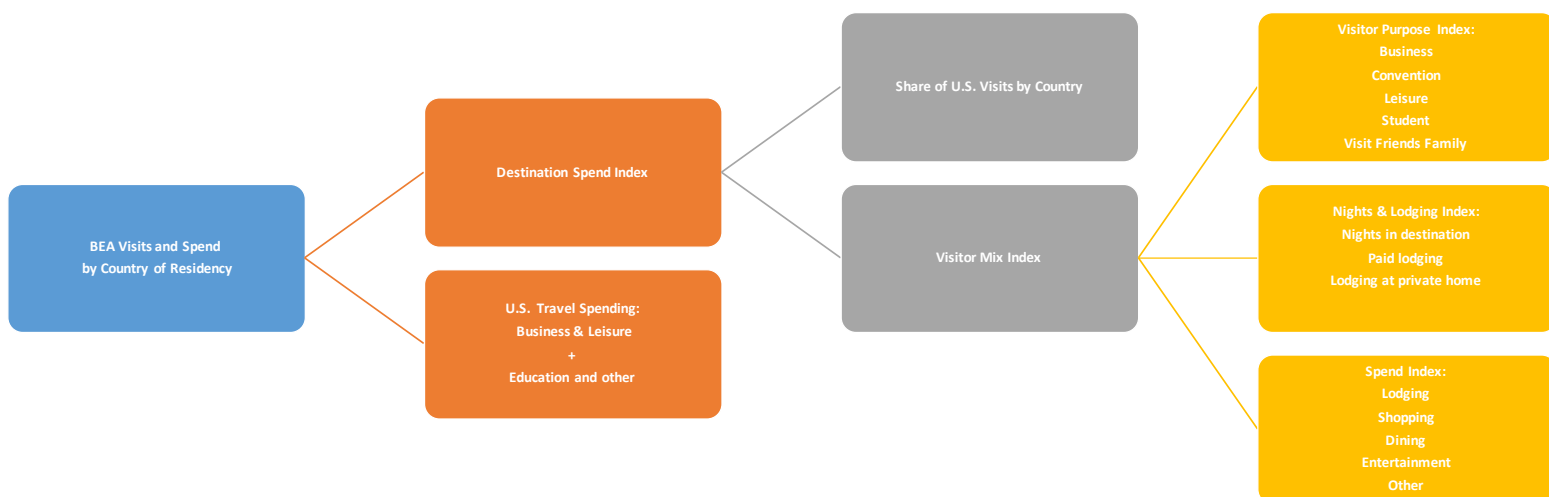 BEA Visits and Spend
by Country of Residency
Destination Spend Index
U.S. Travel Spending:
Business & Leisure
+
Education and other
Share of U.S. Visits by Country
Visitor Mix Index
Visitor Purpose Index:
Business
Convention
Leisure
Student
Visit Friends Family
Nights & Lodging Index:
Nights in destination
Paid lodging
Lodging at private home
Spend Index:
Lodging
Shopping
Dining
Entertainment
Other